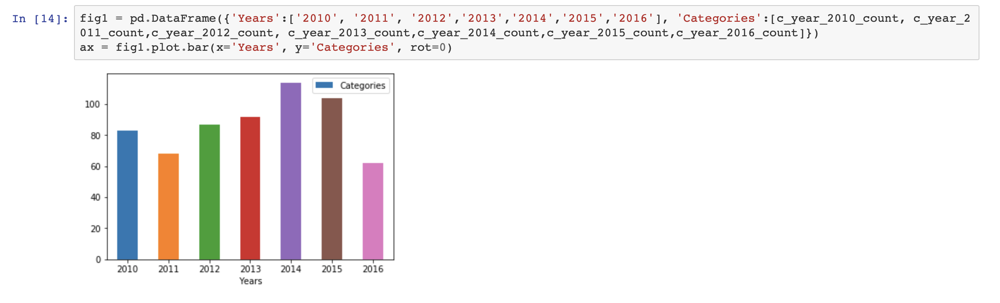 In [14]: fig1 = pd.DataFrame({'Years':['2010', '2011', '2012','2013','2014','2015','2016'], 'Categories':[c_year_2010_count, c_year_2
011_count,c_year_2012_count, c_year_2013_count,c_year_2014_count,c_year_2015_count,c_year_2016_count]})
ax = fig1.plot.bar(x='Years', y='Categories', rot=0)
Categories
100
80
60
40
20
0
2010 2011 2012 2013 2014 2015 2016
Years